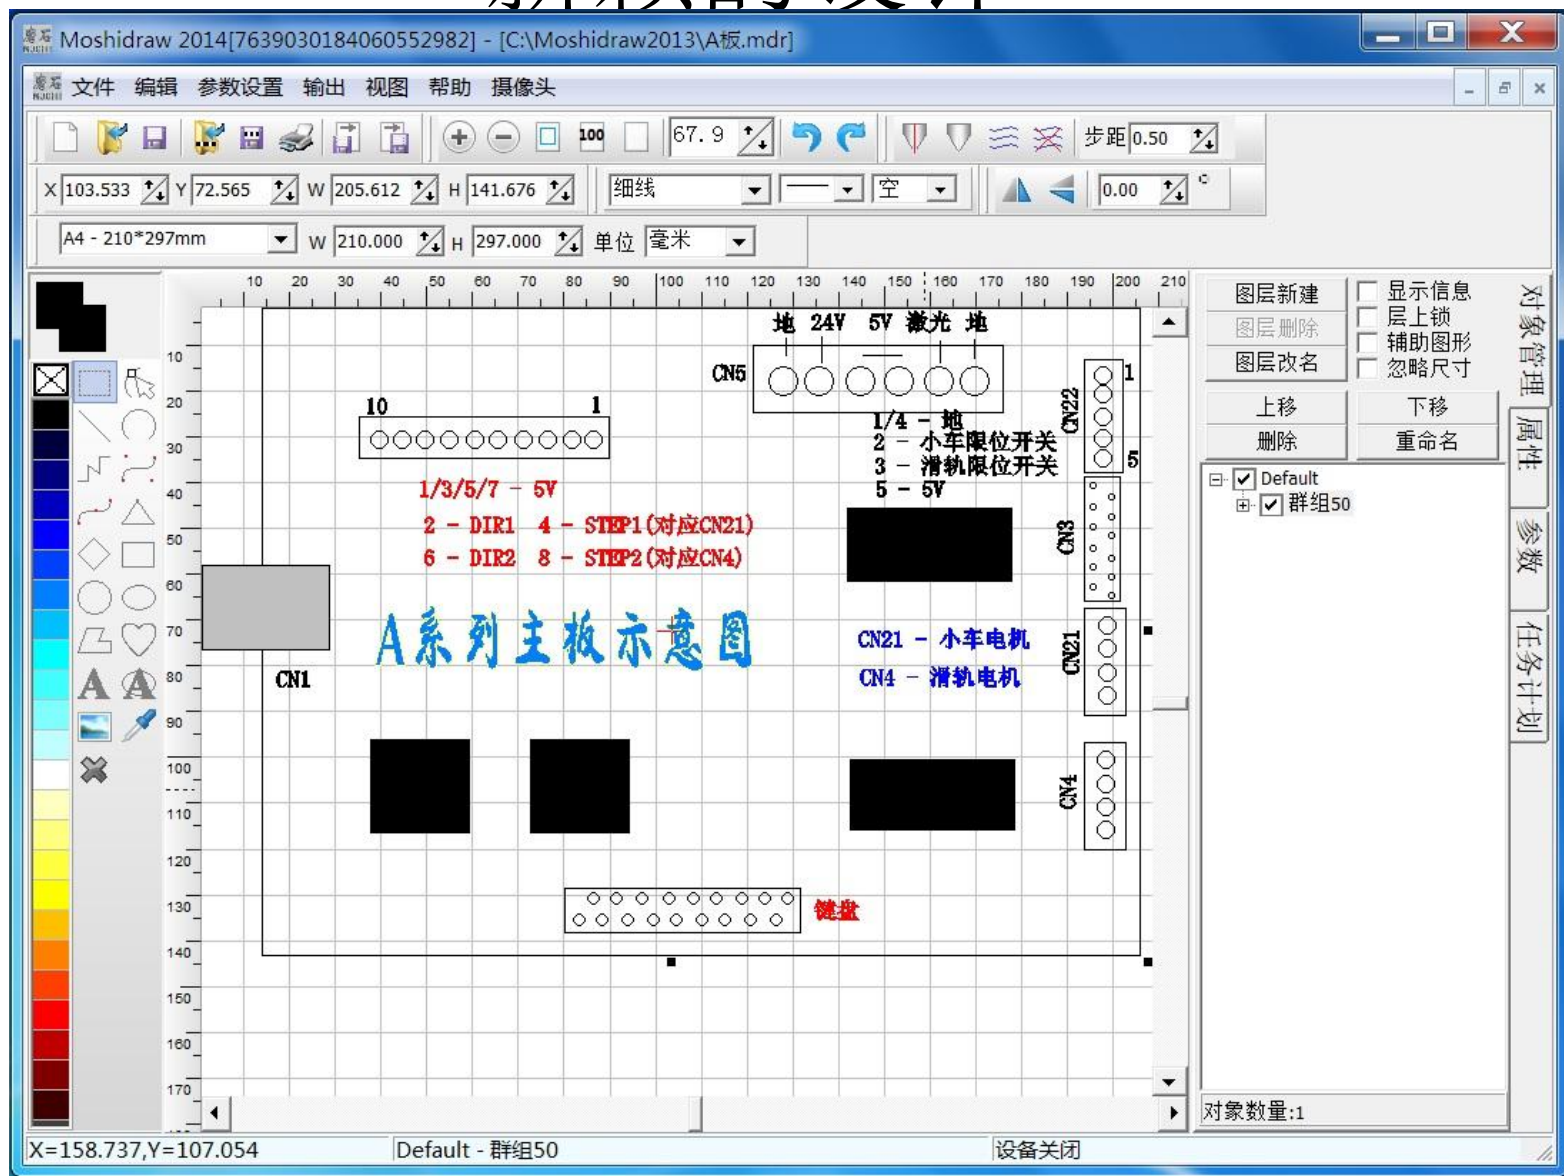 Moshidraw 2014[7639030184060552982] - [C:\Moshidraw2013\A板.mdr]
文件 编辑 参数设置 输出 视图 帮助 摄像头
100 67.9 步距 0.50
X 103.533 Y 72.565 W 205.612 H 141.676 细线 空 0.00 °
A4 - 210*297mm W 210.000 H 297.000 单位 毫米
10 20 30 40 50 60 70 80 90 100 110 120 130 140 150 160 170 180 190 200 210
图层新建 显示信息
图层删除 层上锁
辅助图形
图层改名 忽略尺寸
上移 下移
删除 重命名
Default
群组50
对象管理
属性
参数
任务计划
对象数量:1
10
20
30
40
50
60
70
80
90
100
110
120
130
140
150
160
170
地 24V 5V 激光 地
CN5
CN22
1
5
10 1
1/4 - 地
2 - 小车限位开关
3 - 滑轨限位开关
5 - 5V
1/3/5/7 - 5V
2 - DIR1 4 - STEP1(对应CN21)
6 - DIR2 8 - STEP2(对应CN4)
CN3
A系列主板示意图
CN21 - 小车电机
CN4 - 滑轨电机
CN21
CN1
CN4
键盘
X=158.737,Y=107.054 Default - 群组50 设备关闭